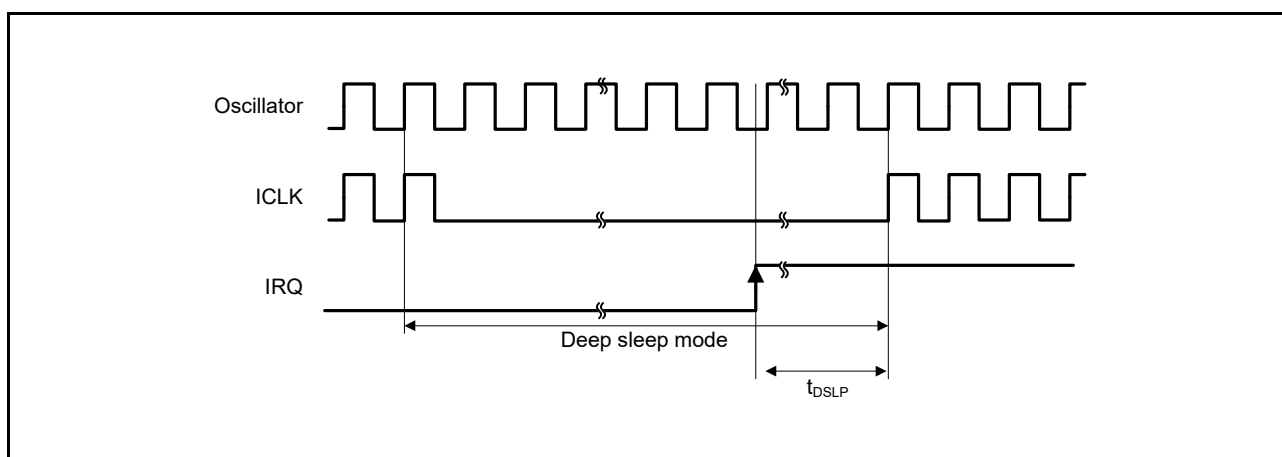 Oscillator
ICLK
IRQ
Deep sleep mode
tDSLP